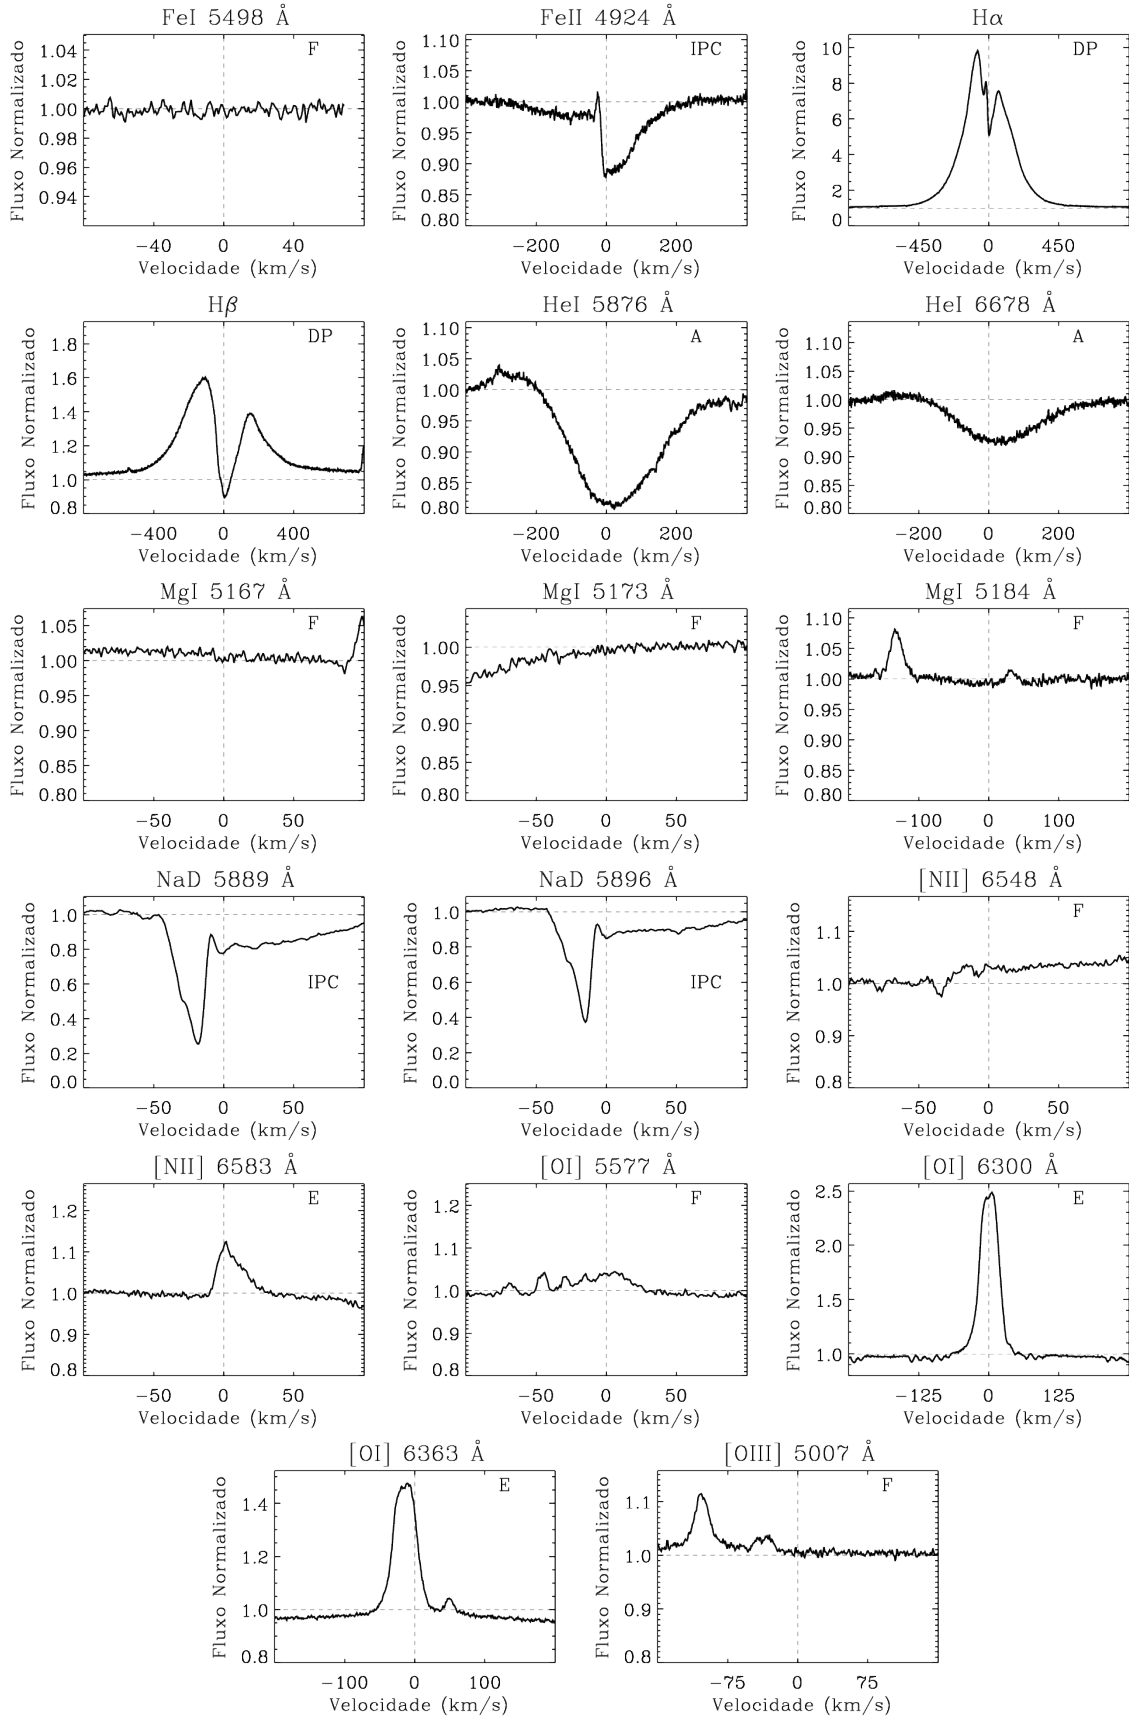 FeI 5498 Å
FeII 4924 Å
Hα
Fluxo Normalizado
1.04
1.02
1.00
0.98
0.96
0.94
F
-40 0 40
Velocidade (km/s)
Fluxo Normalizado
1.10
1.05
1.00
0.95
0.90
0.85
0.80
IPC
-200 0 200
Velocidade (km/s)
Fluxo Normalizado
10
8
6
4
2
0
DP
-450 0 450
Velocidade (km/s)
Hβ
HeI 5876 Å
HeI 6678 Å
Fluxo Normalizado
1.8
1.6
1.4
1.2
1.0
0.8
DP
-400 0 400
Velocidade (km/s)
Fluxo Normalizado
1.10
1.05
1.00
0.95
0.90
0.85
0.80
A
-200 0 200
Velocidade (km/s)
Fluxo Normalizado
1.10
1.05
1.00
0.95
0.90
0.85
0.80
A
-200 0 200
Velocidade (km/s)
MgI 5167 Å
MgI 5173 Å
MgI 5184 Å
Fluxo Normalizado
1.05
1.00
0.95
0.90
0.85
0.80
F
-50 0 50
Velocidade (km/s)
Fluxo Normalizado
1.00
0.95
0.90
0.85
0.80
F
-50 0 50
Velocidade (km/s)
Fluxo Normalizado
1.10
1.05
1.00
0.95
0.90
0.85
0.80
F
-100 0 100
Velocidade (km/s)
NaD 5889 Å
NaD 5896 Å
[NII] 6548 Å
Fluxo Normalizado
1.0
0.8
0.6
0.4
0.2
0.0
IPC
-50 0 50
Velocidade (km/s)
Fluxo Normalizado
1.0
0.8
0.6
0.4
0.2
0.0
IPC
-50 0 50
Velocidade (km/s)
Fluxo Normalizado
1.1
1.0
0.9
0.8
F
-50 0 50
Velocidade (km/s)
[NII] 6583 Å
[OI] 5577 Å
[OI] 6300 Å
Fluxo Normalizado
1.2
1.1
1.0
0.9
0.8
E
-50 0 50
Velocidade (km/s)
Fluxo Normalizado
1.2
1.1
1.0
0.9
0.8
F
-50 0 50
Velocidade (km/s)
Fluxo Normalizado
2.5
2.0
1.5
1.0
E
-125 0 125
Velocidade (km/s)
[OI] 6363 Å
[OIII] 5007 Å
Fluxo Normalizado
1.4
1.2
1.0
0.8
E
-100 0 100
Velocidade (km/s)
Fluxo Normalizado
1.1
1.0
0.9
0.8
F
-75 0 75
Velocidade (km/s)